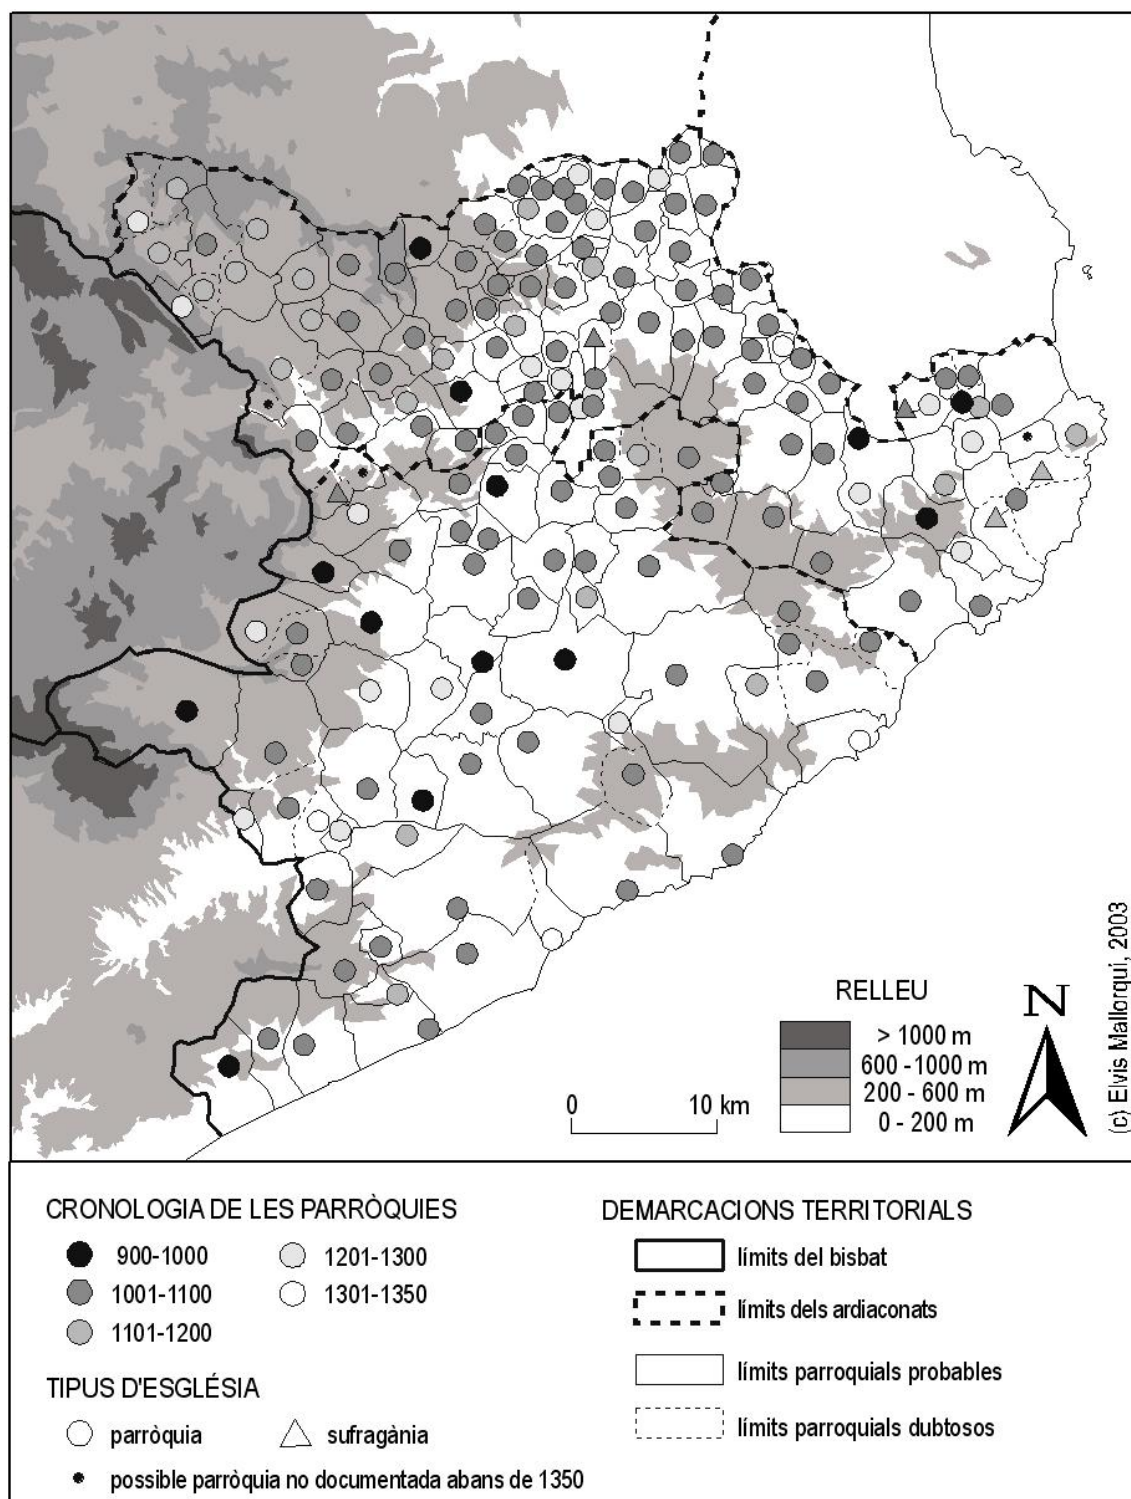 RELLEU
> 1000 m
600 -1000 m
200 - 600 m
0 - 200 m
N
0 10 km
(c) Elvis Mallorquí, 2003
CRONOLOGIA DE LES PARRÒQUIES
900-1000
1001-1100
1101-1200
1201-1300
1301-1350
TIPUS D'ESGLÉSIA
parròquia
sufragània
possible parròquia no documentada abans de 1350
DEMARCACIONS TERRITORIALS
límits del bisbat
límits dels ardiaconats
límits parroquials probables
límits parroquials dubtosos